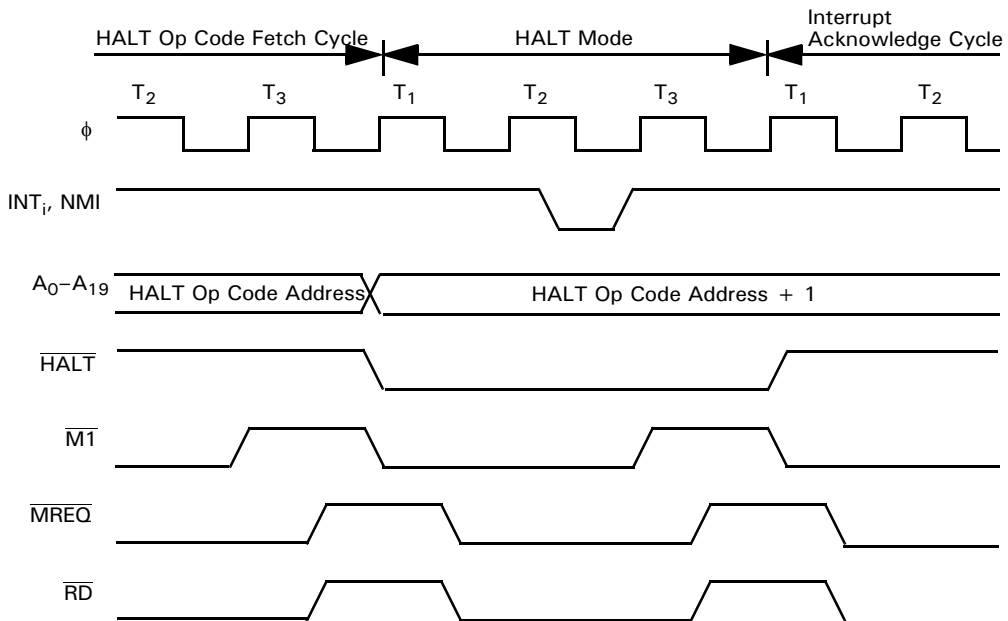 HALT Op Code Fetch Cycle
HALT Mode
Interrupt
Acknowledge Cycle
T2 T3 T1 T2 T3 T1 T2
ϕ
INTi, NMI
A0–A19
HALT Op Code Address
HALT Op Code Address + 1
HALT
M1
MREQ
RD